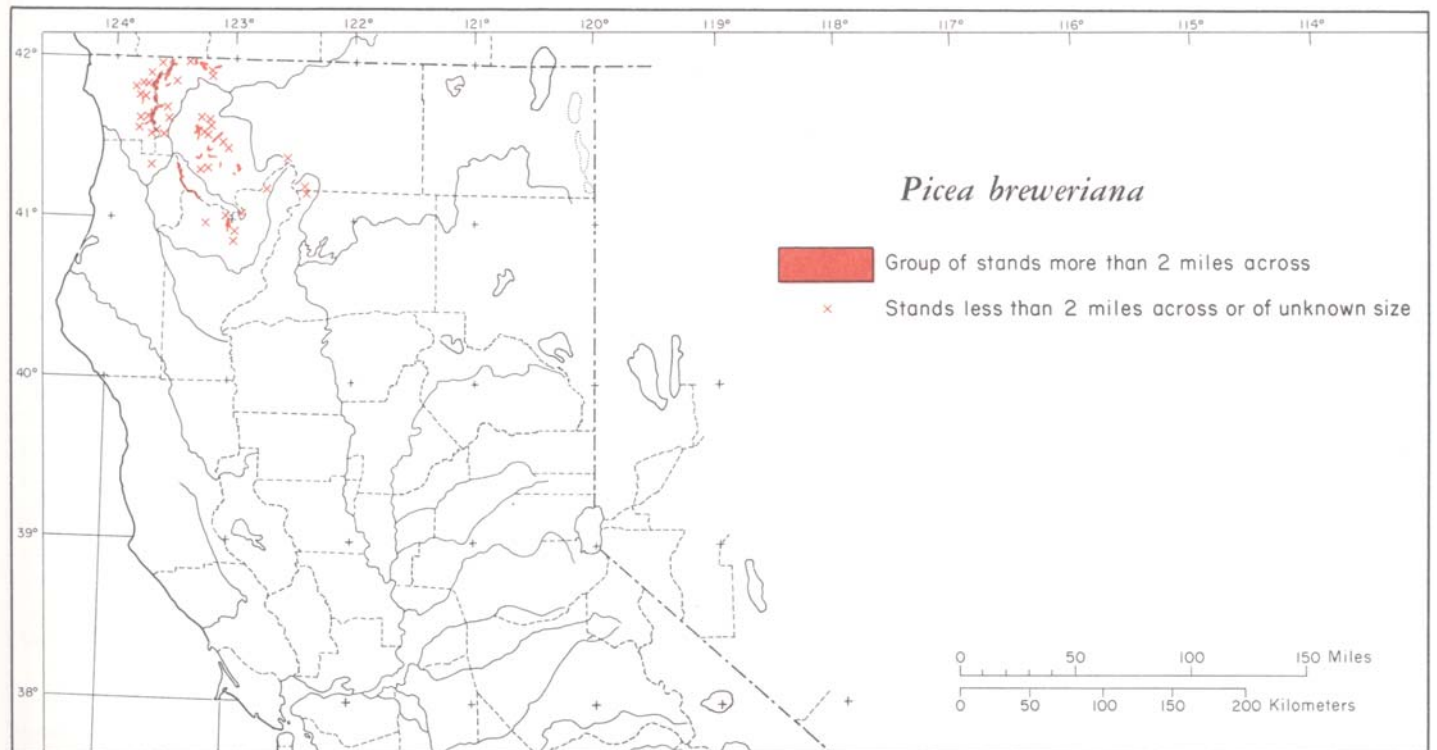 124° 123° 122° 121° 120° 119° 118° 117° 116° 115° 114°
42°
41°
40°
39°
38°
Picea breweriana
Group of stands more than 2 miles across
× Stands less than 2 miles across or of unknown size
0 50 100 150 Miles
0 50 100 150 200 Kilometers